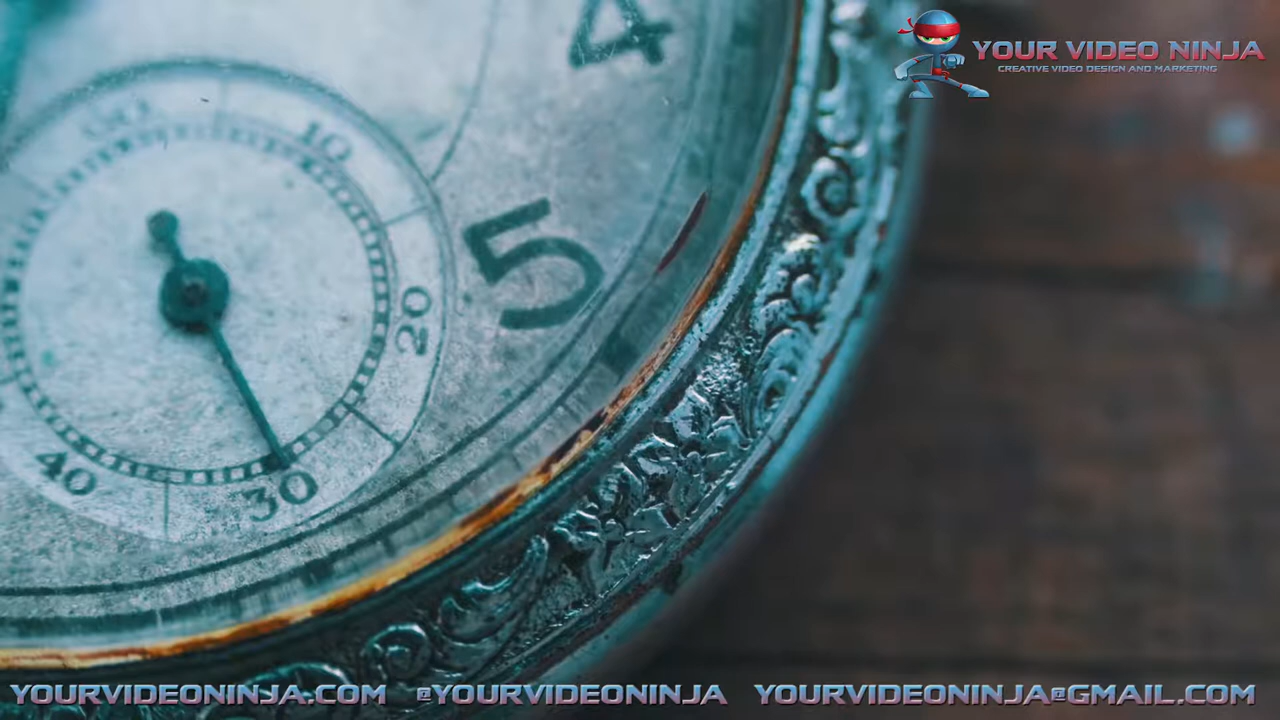 YOUR VIDEO NINJA
CREATIVE VIDEO DESIGN AND MARKETING
4
10
5
20
40
30
YOURVIDEONINJA.COM @YOURVIDEONINJA YOURVIDEONINJA@GMAIL.COM